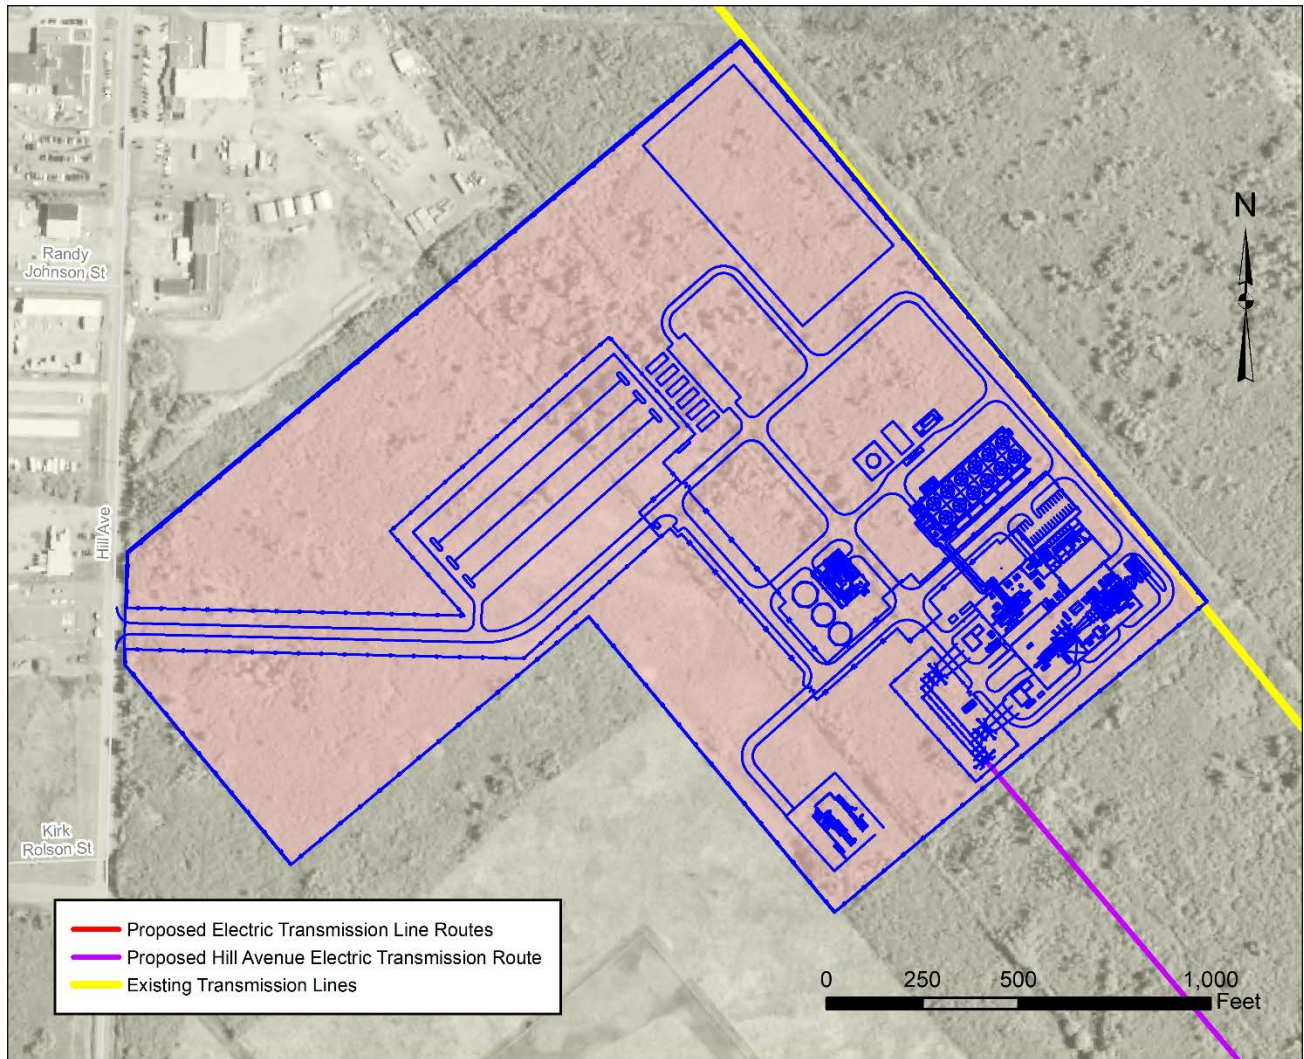 N
Randy
Johnson St
Hill Ave
Kirk
Rolson St
Proposed Electric Transmission Line Routes
Proposed Hill Avenue Electric Transmission Route
Existing Transmission Lines
0 250 500 1,000
Feet